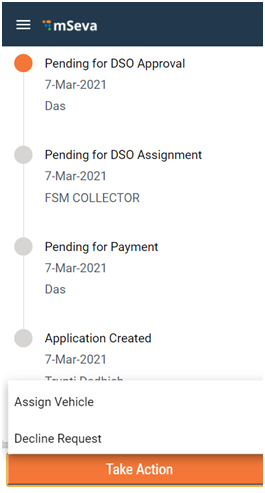 mSeva
Pending for DSO Approval
7-Mar-2021
Das
Pending for DSO Assignment
7-Mar-2021
FSM COLLECTOR
Pending for Payment
7-Mar-2021
Das
Application Created
7-Mar-2021
Assign Vehicle
Decline Request
Take Action